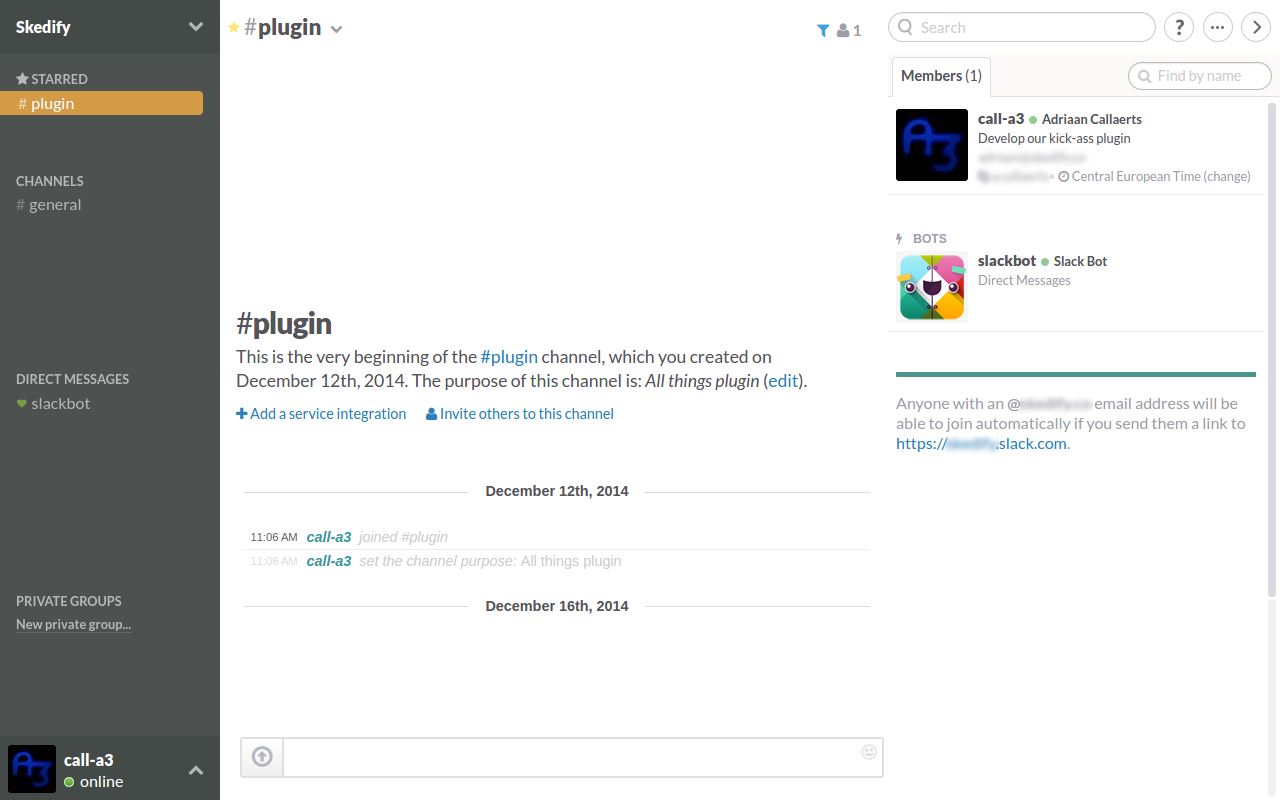 Skedify
STARRED
# plugin
CHANNELS
# general
DIRECT MESSAGES
slackbot
PRIVATE GROUPS
New private group...
call-a3
online
#plugin
1
#plugin
This is the very beginning of the #plugin channel, which you created on
December 12th, 2014. The purpose of this channel is: All things plugin (edit).
Add a service integration Invite others to this channel
December 12th, 2014
11:06 AM call-a3 joined #plugin
11:06 AM call-a3 set the channel purpose: All things plugin
December 16th, 2014
Search
?
Members (1)
Find by name
A3
call-a3 Adriaan Callaerts
Develop our kick-ass plugin
Central European Time (change)
BOTS
slackbot Slack Bot
Direct Messages
Anyone with an @ email address will be
able to join automatically if you send them a link to
https:// .slack.com.